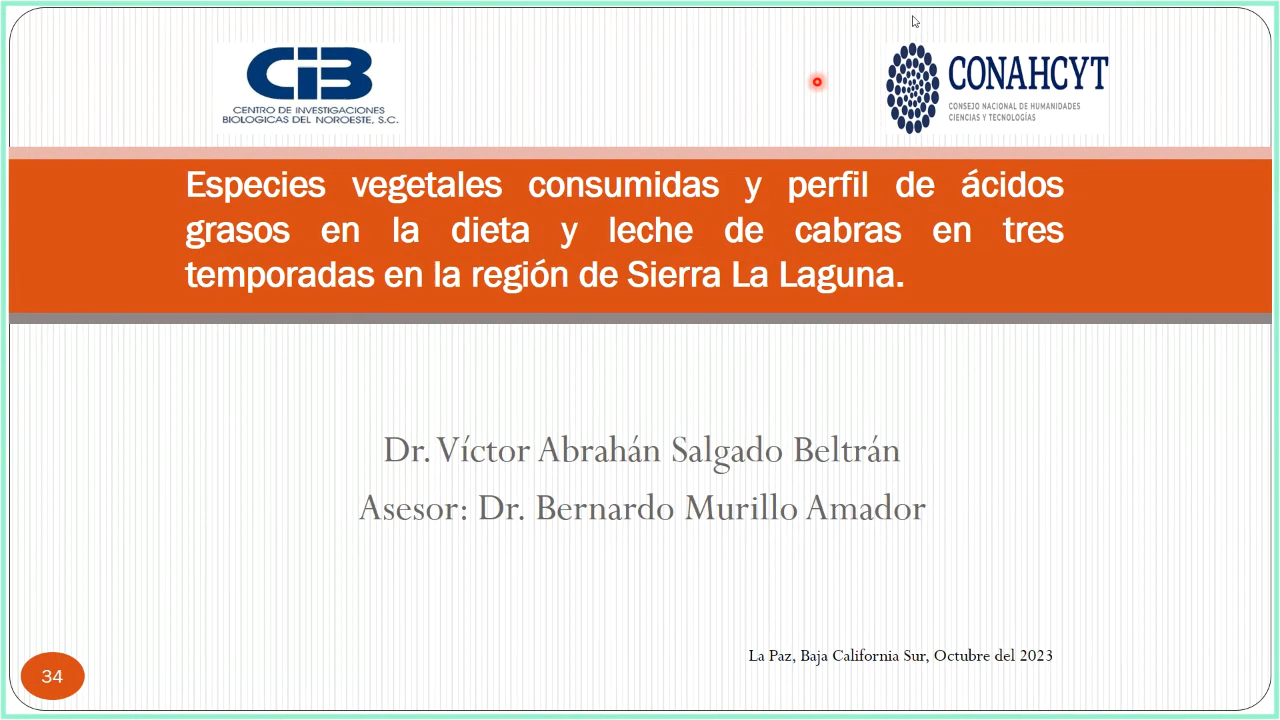 CIB
CENTRO DE INVESTIGACIONES
BIOLOGICAS DEL NOROESTE, S.C.
CONAHCYT
CONSEJO NACIONAL DE HUMANIDADES
CIENCIAS Y TECNOLOGÍAS
Especies vegetales consumidas y perfil de ácidos
grasos en la dieta y leche de cabras en tres
temporadas en la región de Sierra La Laguna.
Dr. Víctor Abrahán Salgado Beltrán
Asesor: Dr. Bernardo Murillo Amador
La Paz, Baja California Sur, Octubre del 2023
34